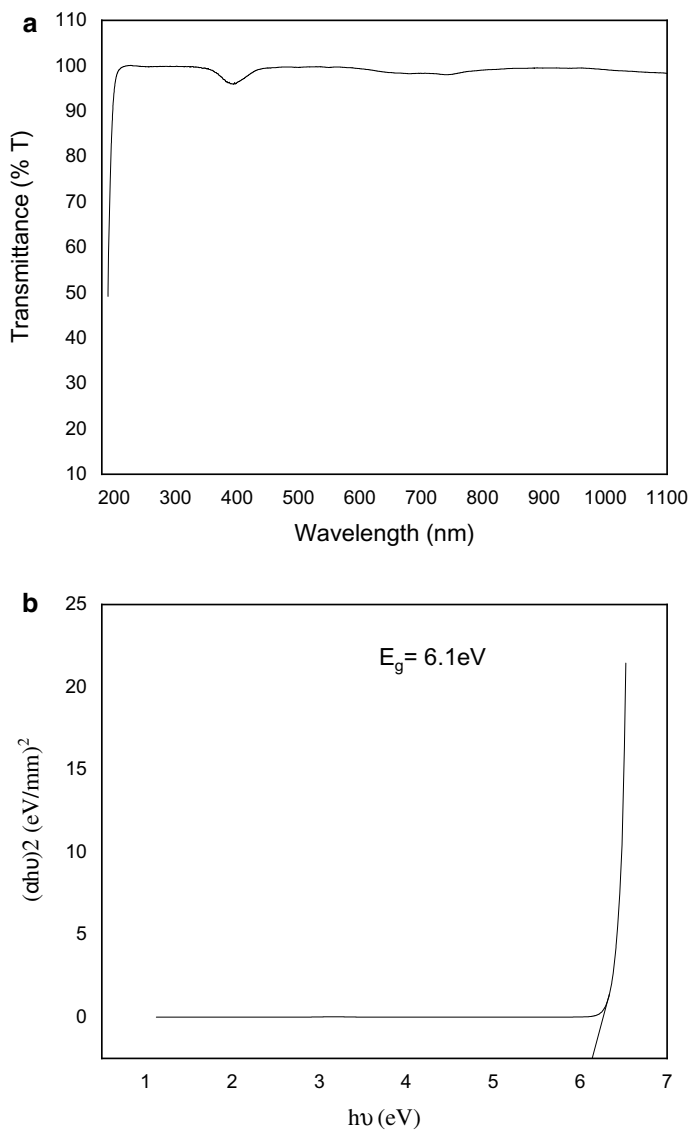 a
110
100
90
80
70
60
50
40
30
20
10
Transmittance (% T)
200 300 400 500 600 700 800 900 1000 1100
Wavelength (nm)
b
E_g= 6.1eV
25
20
15
10
5
0
(αhυ)2 (eV/mm)²
1 2 3 4 5 6 7
hυ (eV)